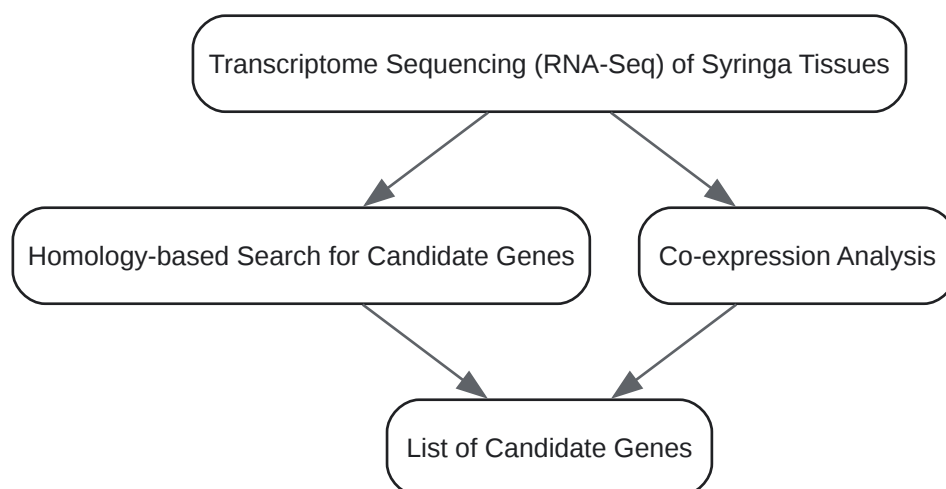 Transcriptome Sequencing (RNA-Seq) of Syringa Tissues
Homology-based Search for Candidate Genes
Co-expression Analysis
List of Candidate Genes